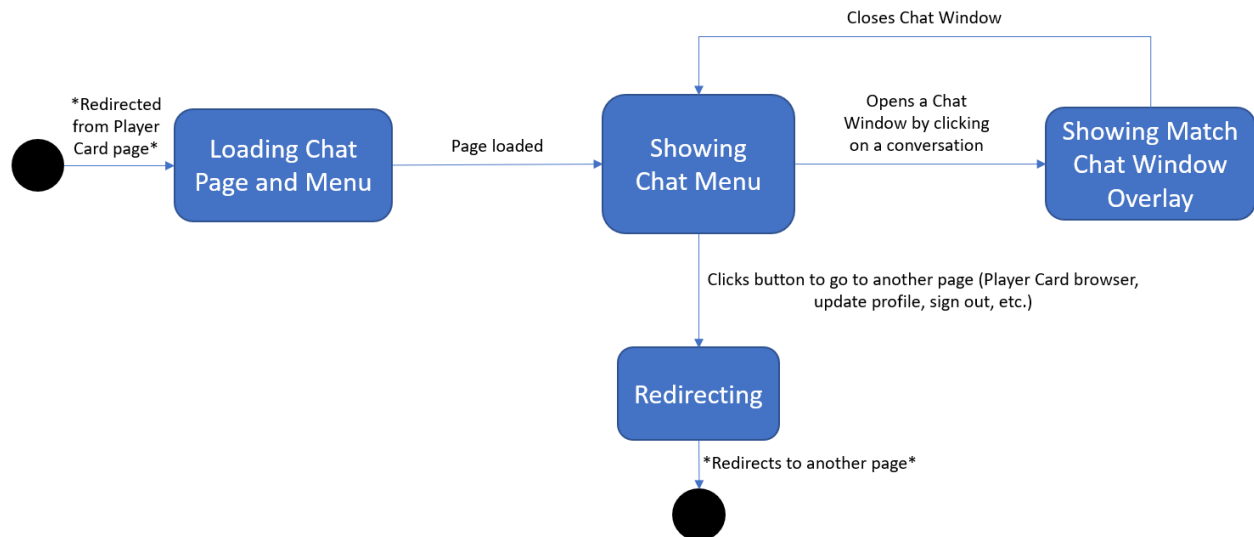 Closes Chat Window
*Redirected
from Player
Card page*
Loading Chat
Page and Menu
Page loaded
Showing
Chat Menu
Opens a Chat
Window by clicking
on a conversation
Showing Match
Chat Window
Overlay
Clicks button to go to another page (Player Card browser,
update profile, sign out, etc.)
Redirecting
*Redirects to another page*